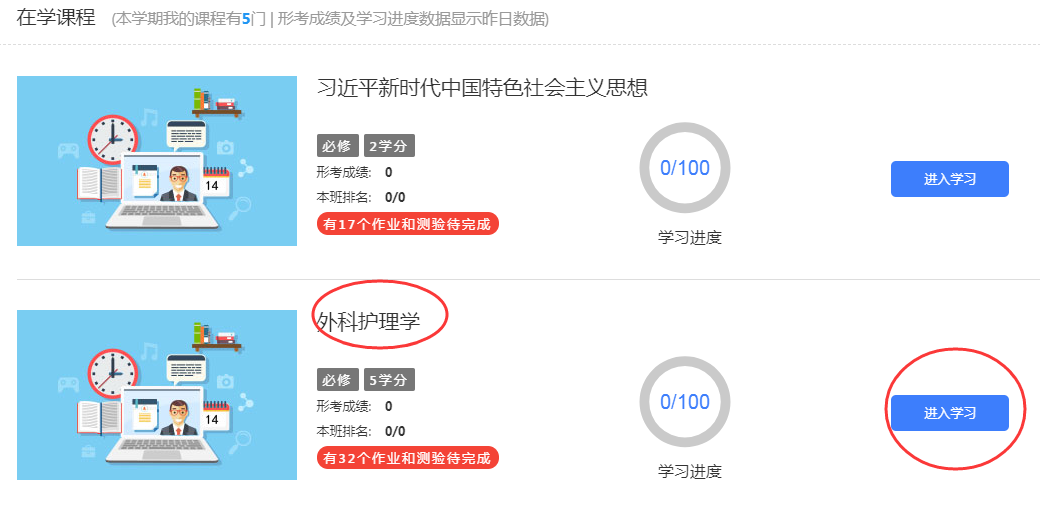 在学课程 (本学期我的课程有5门 | 形考成绩及学习进度数据显示昨日数据)
习近平新时代中国特色社会主义思想
必修 2学分
形考成绩: 0
本班排名: 0/0
有17个作业和测验待完成
0/100
学习进度
进入学习
14
外科护理学
必修 5学分
形考成绩: 0
本班排名: 0/0
有32个作业和测验待完成
0/100
学习进度
进入学习
14